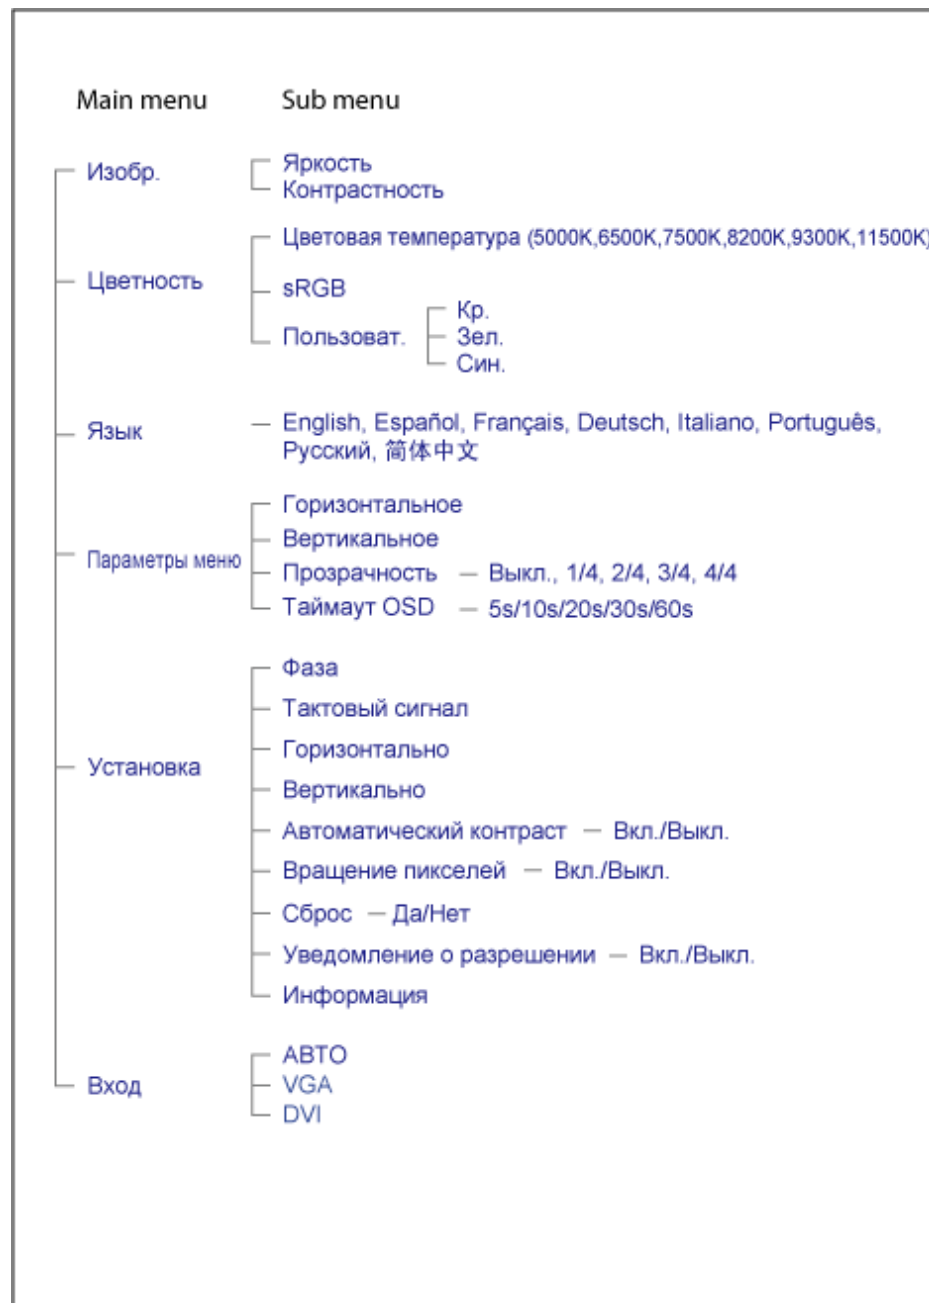 Main menu Sub menu
Изобр.
Яркость
Контрастность
Цветность
Цветовая температура (5000K,6500K,7500K,8200K,9300K,11500K)
sRGB
Пользоват.
Кр.
Зел.
Син.
Язык
English, Español, Français, Deutsch, Italiano, Português,
Русский, 简体中文
Параметры меню
Горизонтальное
Вертикальное
Прозрачность — Выкл., 1/4, 2/4, 3/4, 4/4
Таймаут OSD — 5s/10s/20s/30s/60s
Установка
Фаза
Тактовый сигнал
Горизонтально
Вертикально
Автоматический контраст — Вкл./Выкл.
Вращение пикселей — Вкл./Выкл.
Сброс — Да/Нет
Уведомление о разрешении — Вкл./Выкл.
Информация
Вход
АВТО
VGA
DVI